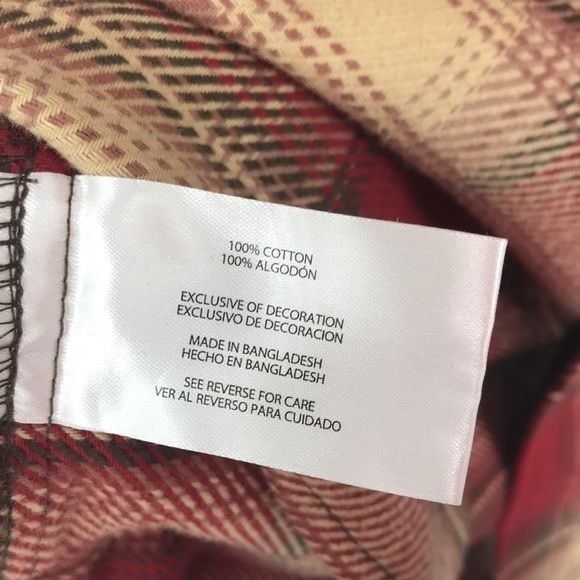 100% COTTON
100% ALGODÓN
EXCLUSIVE OF DECORATION
EXCLUSIVO DE DECORACION
MADE IN BANGLADESH
HECHO EN BANGLADESH
SEE REVERSE FOR CARE
VER AL REVERSO PARA CUIDADO